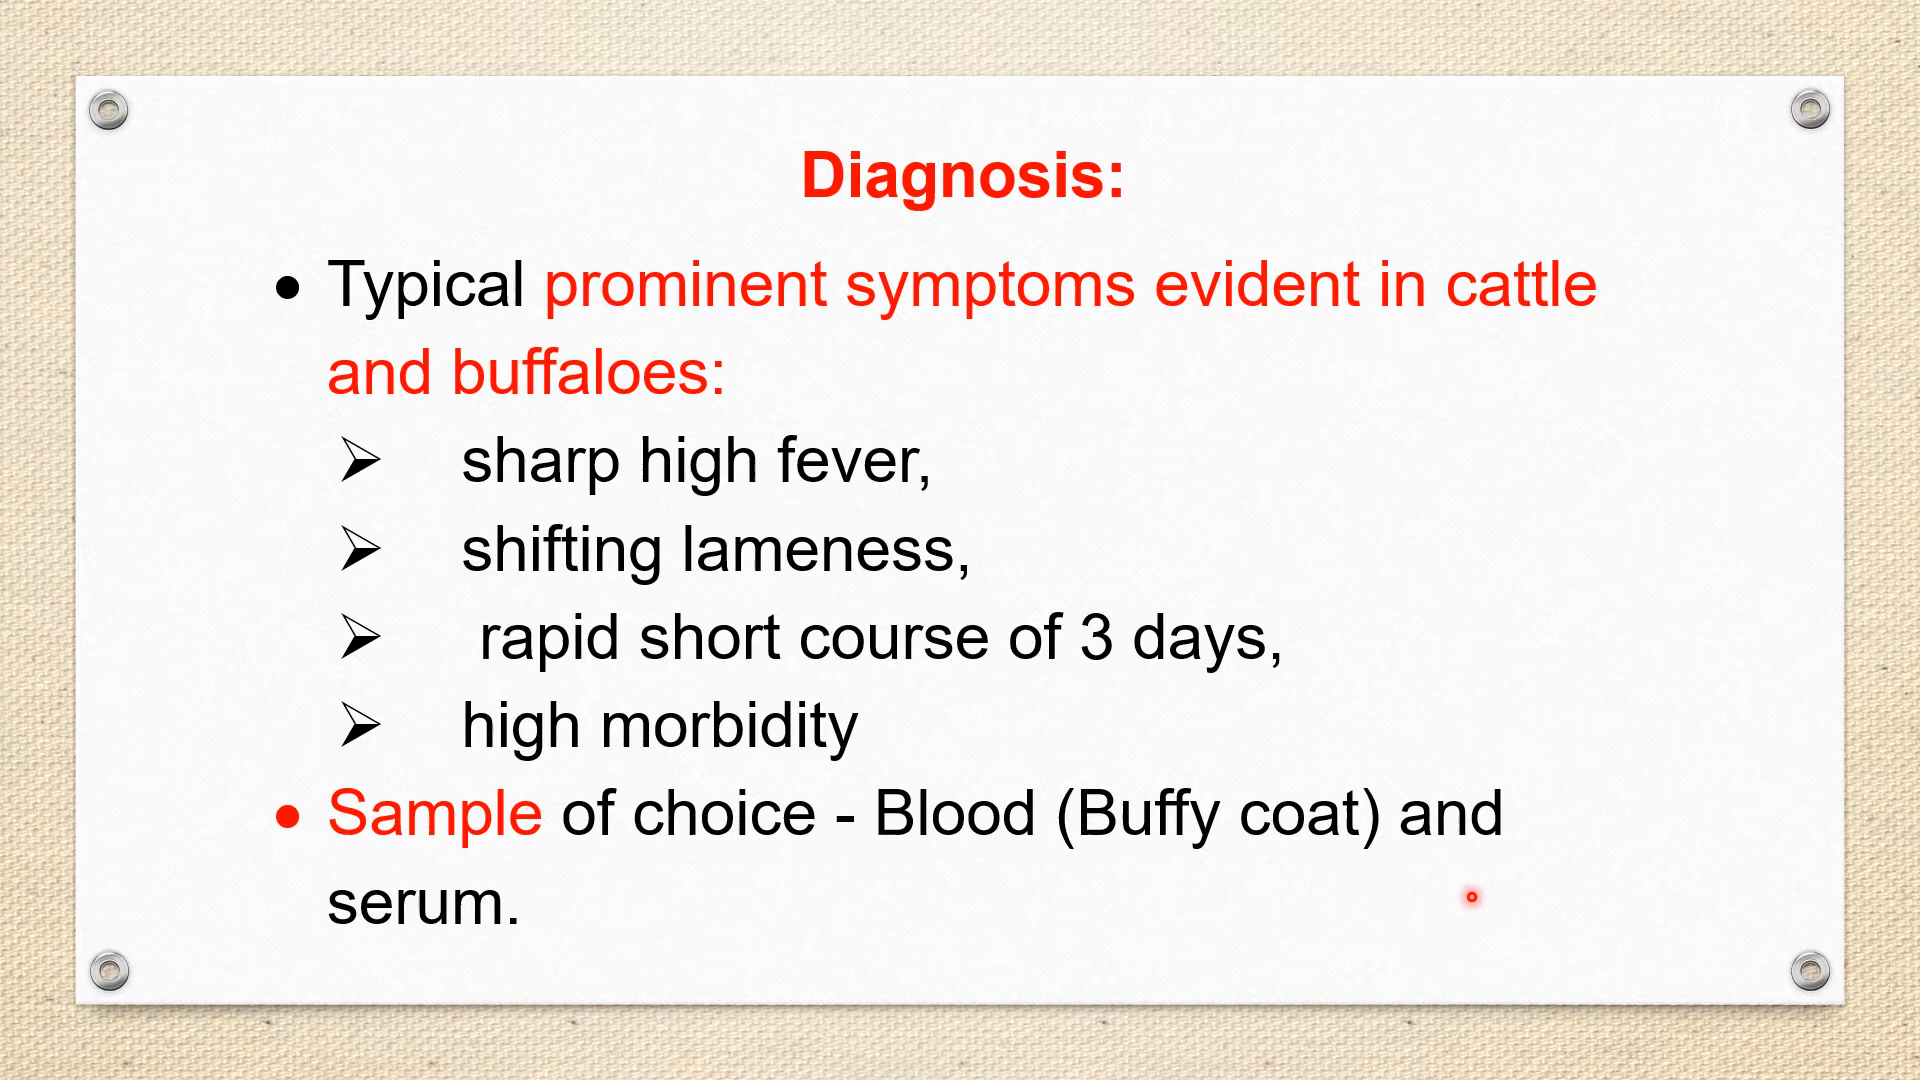 Diagnosis:
• Typical prominent symptoms evident in cattle
and buffaloes:
➢ sharp high fever,
➢ shifting lameness,
➢ rapid short course of 3 days,
➢ high morbidity
• Sample of choice - Blood (Buffy coat) and
serum.